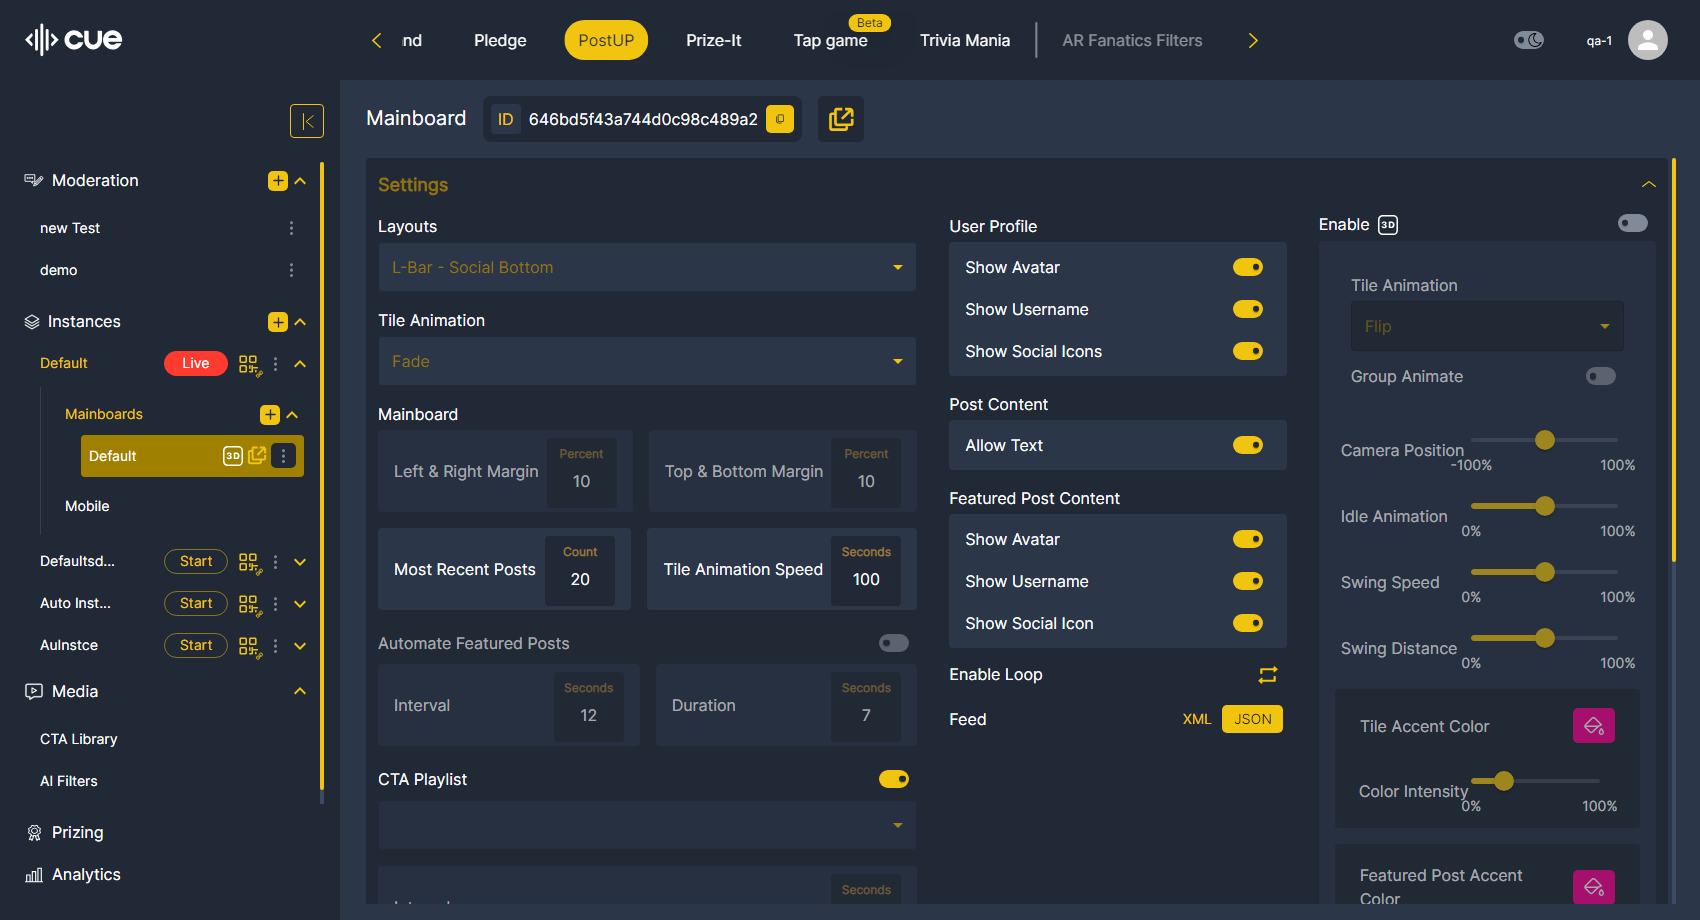 cue
nd
Pledge
PostUP
Prize-It
Beta
Tap game
Trivia Mania
AR Fanatics Filters
qa-1
Moderation
new Test
demo
Instances
Default
Live
Mainboards
Default
3D
Mobile
Defaultsd...
Start
Auto Inst...
Start
AuInstce
Start
Media
CTA Library
AI Filters
Prizing
Analytics
Mainboard
ID
646bd5f43a744d0c98c489a2
Settings
Layouts
L-Bar - Social Bottom
Tile Animation
Fade
Mainboard
Left & Right Margin
Percent
10
Top & Bottom Margin
Percent
10
Most Recent Posts
Count
20
Tile Animation Speed
Seconds
100
Automate Featured Posts
Interval
Seconds
12
Duration
Seconds
7
CTA Playlist
Seconds
User Profile
Show Avatar
Show Username
Show Social Icons
Post Content
Allow Text
Featured Post Content
Show Avatar
Show Username
Show Social Icon
Enable Loop
Feed
XML
JSON
Enable
3D
Tile Animation
Flip
Group Animate
Camera Position
-100%
100%
Idle Animation
0%
100%
Swing Speed
0%
100%
Swing Distance
0%
100%
Tile Accent Color
Color Intensity
0%
100%
Featured Post Accent
Color